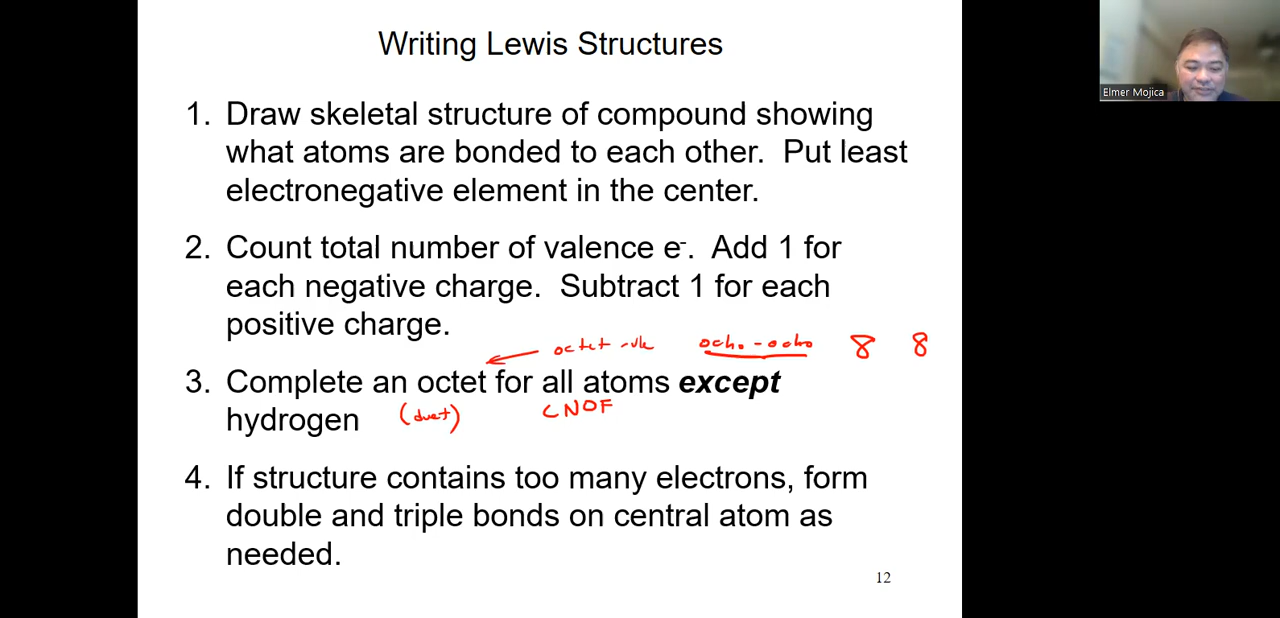 Writing Lewis Structures
Elmer Mojica
1. Draw skeletal structure of compound showing
what atoms are bonded to each other. Put least
electronegative element in the center.
2. Count total number of valence e⁻. Add 1 for
each negative charge. Subtract 1 for each
positive charge.
octet rule ocho-ocho 8 8
3. Complete an octet for all atoms except
hydrogen (duet) CNOF
4. If structure contains too many electrons, form
double and triple bonds on central atom as
needed.
12